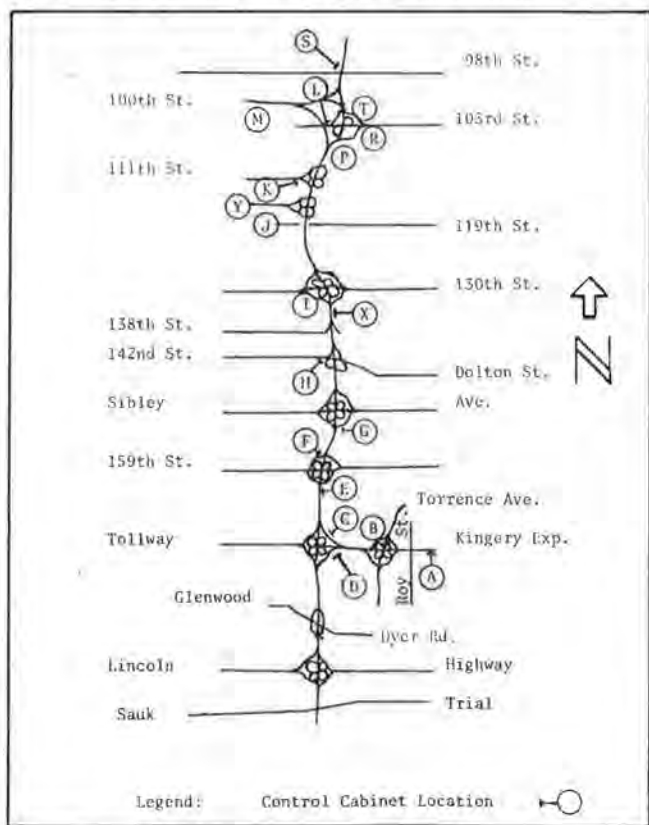 S
98th St.
L
100th St.
T
M
103rd St.
R
P
111th St.
K
Y
J
119th St.
130th St.
I
X
138th St.
142nd St.
H
Dolton St.
Sibley
Ave.
G
F
159th St.
E
Torrence Ave.
C
B
St.
Tollway
Kingery Exp.
D
A
Roy
Glenwood
Dyer Rd.
Lincoln
Highway
Sauk
Trial
N
Legend: Control Cabinet Location